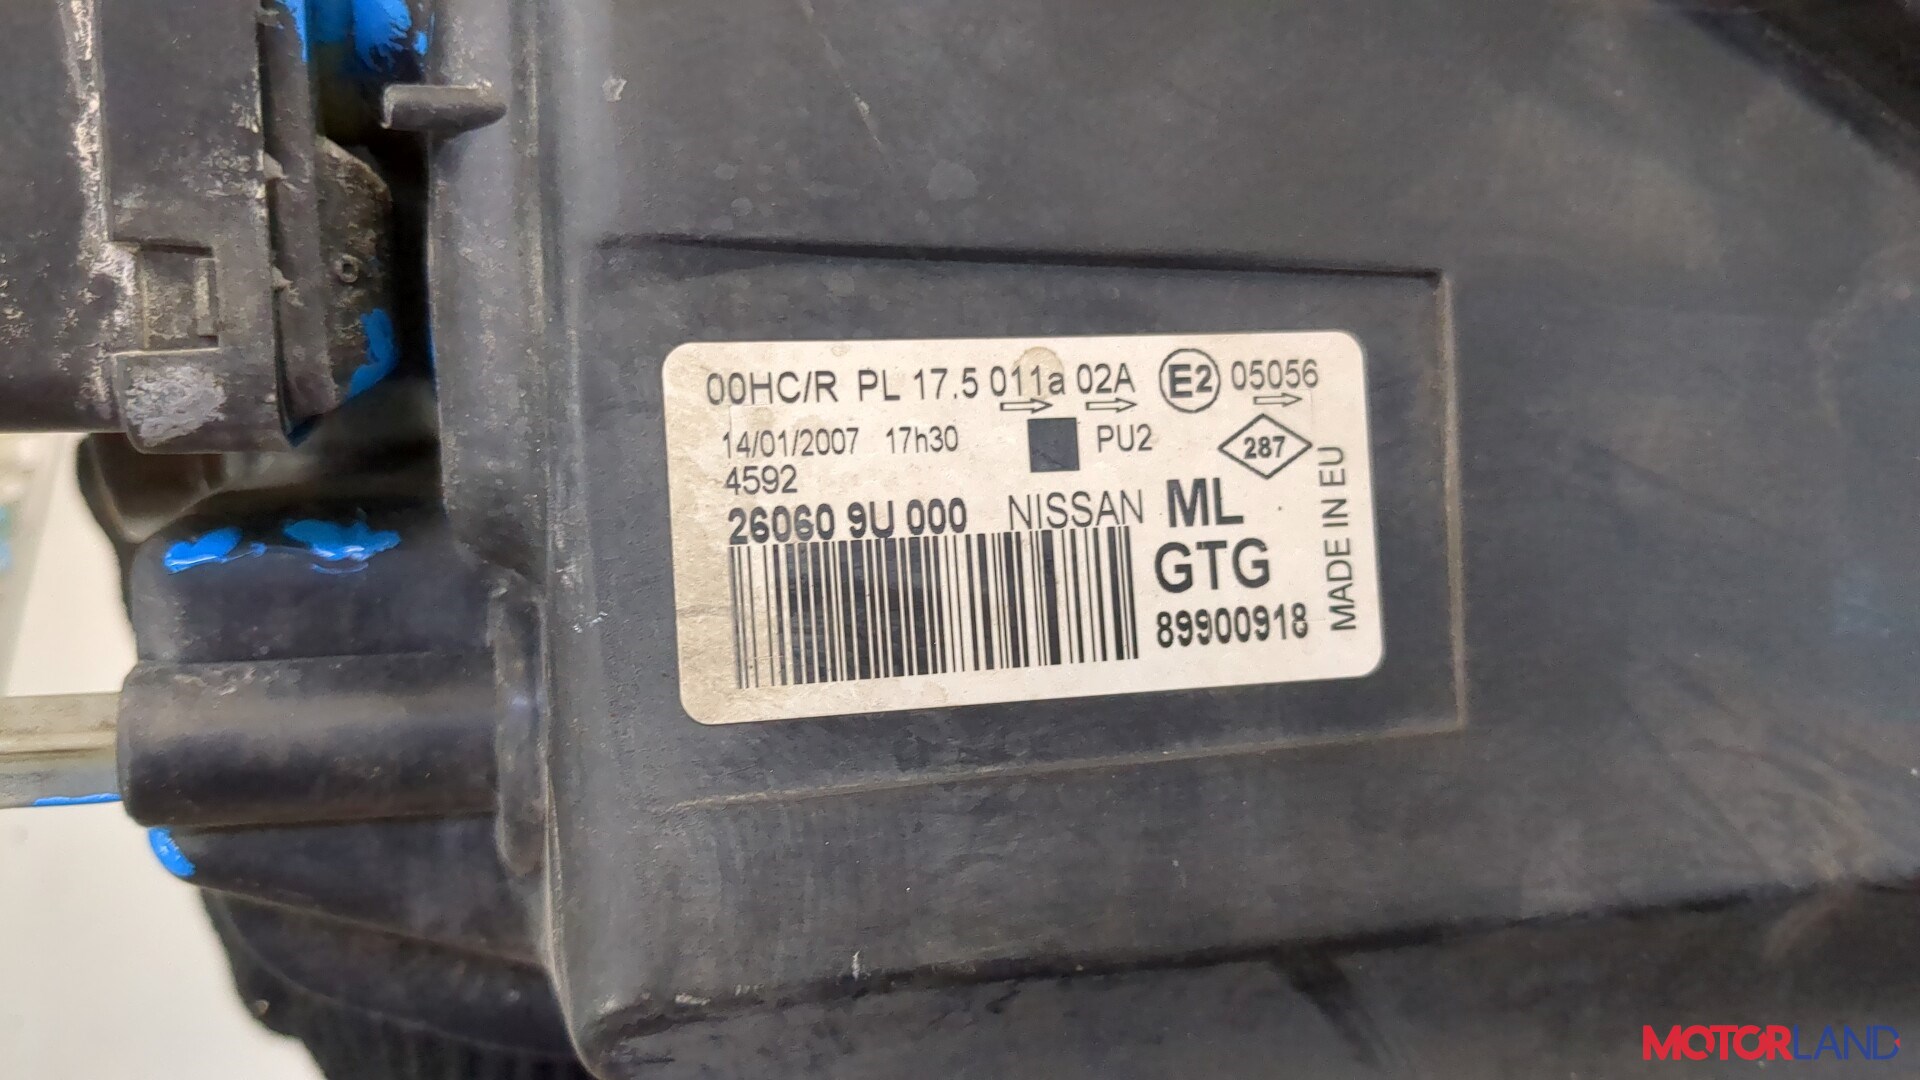 00HC/R PL 17.5 011a 02A E2 05056
14/01/2007 17h30 PU2 287
4592
26060 9U 000 NISSAN ML
GTG
89900918
MADE IN EU
MOTORLAND